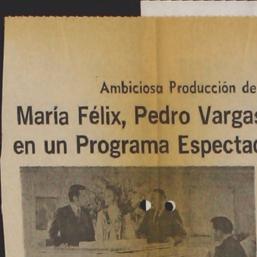 Ambiciosa Producción de
María Félix, Pedro Vargas
en un Programa Espectac